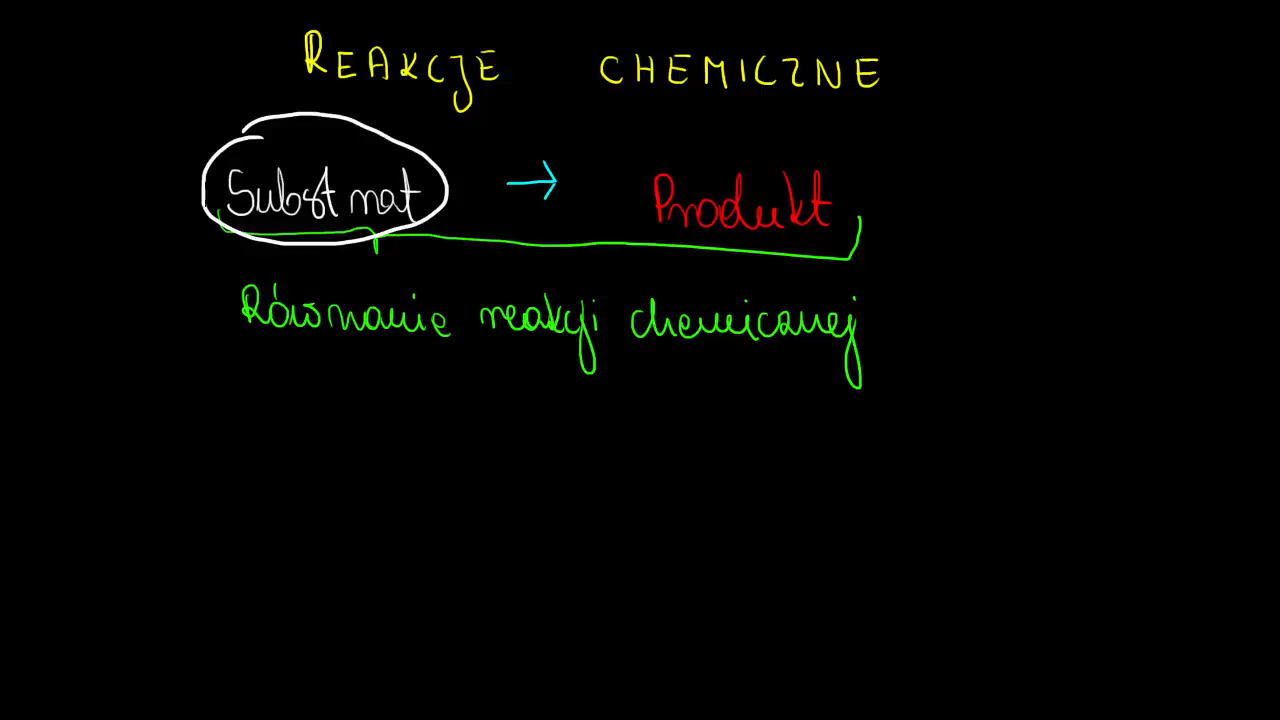 REAKCJE CHEMICZNE
Substrat → Produkt
Równanie reakcji chemicznej